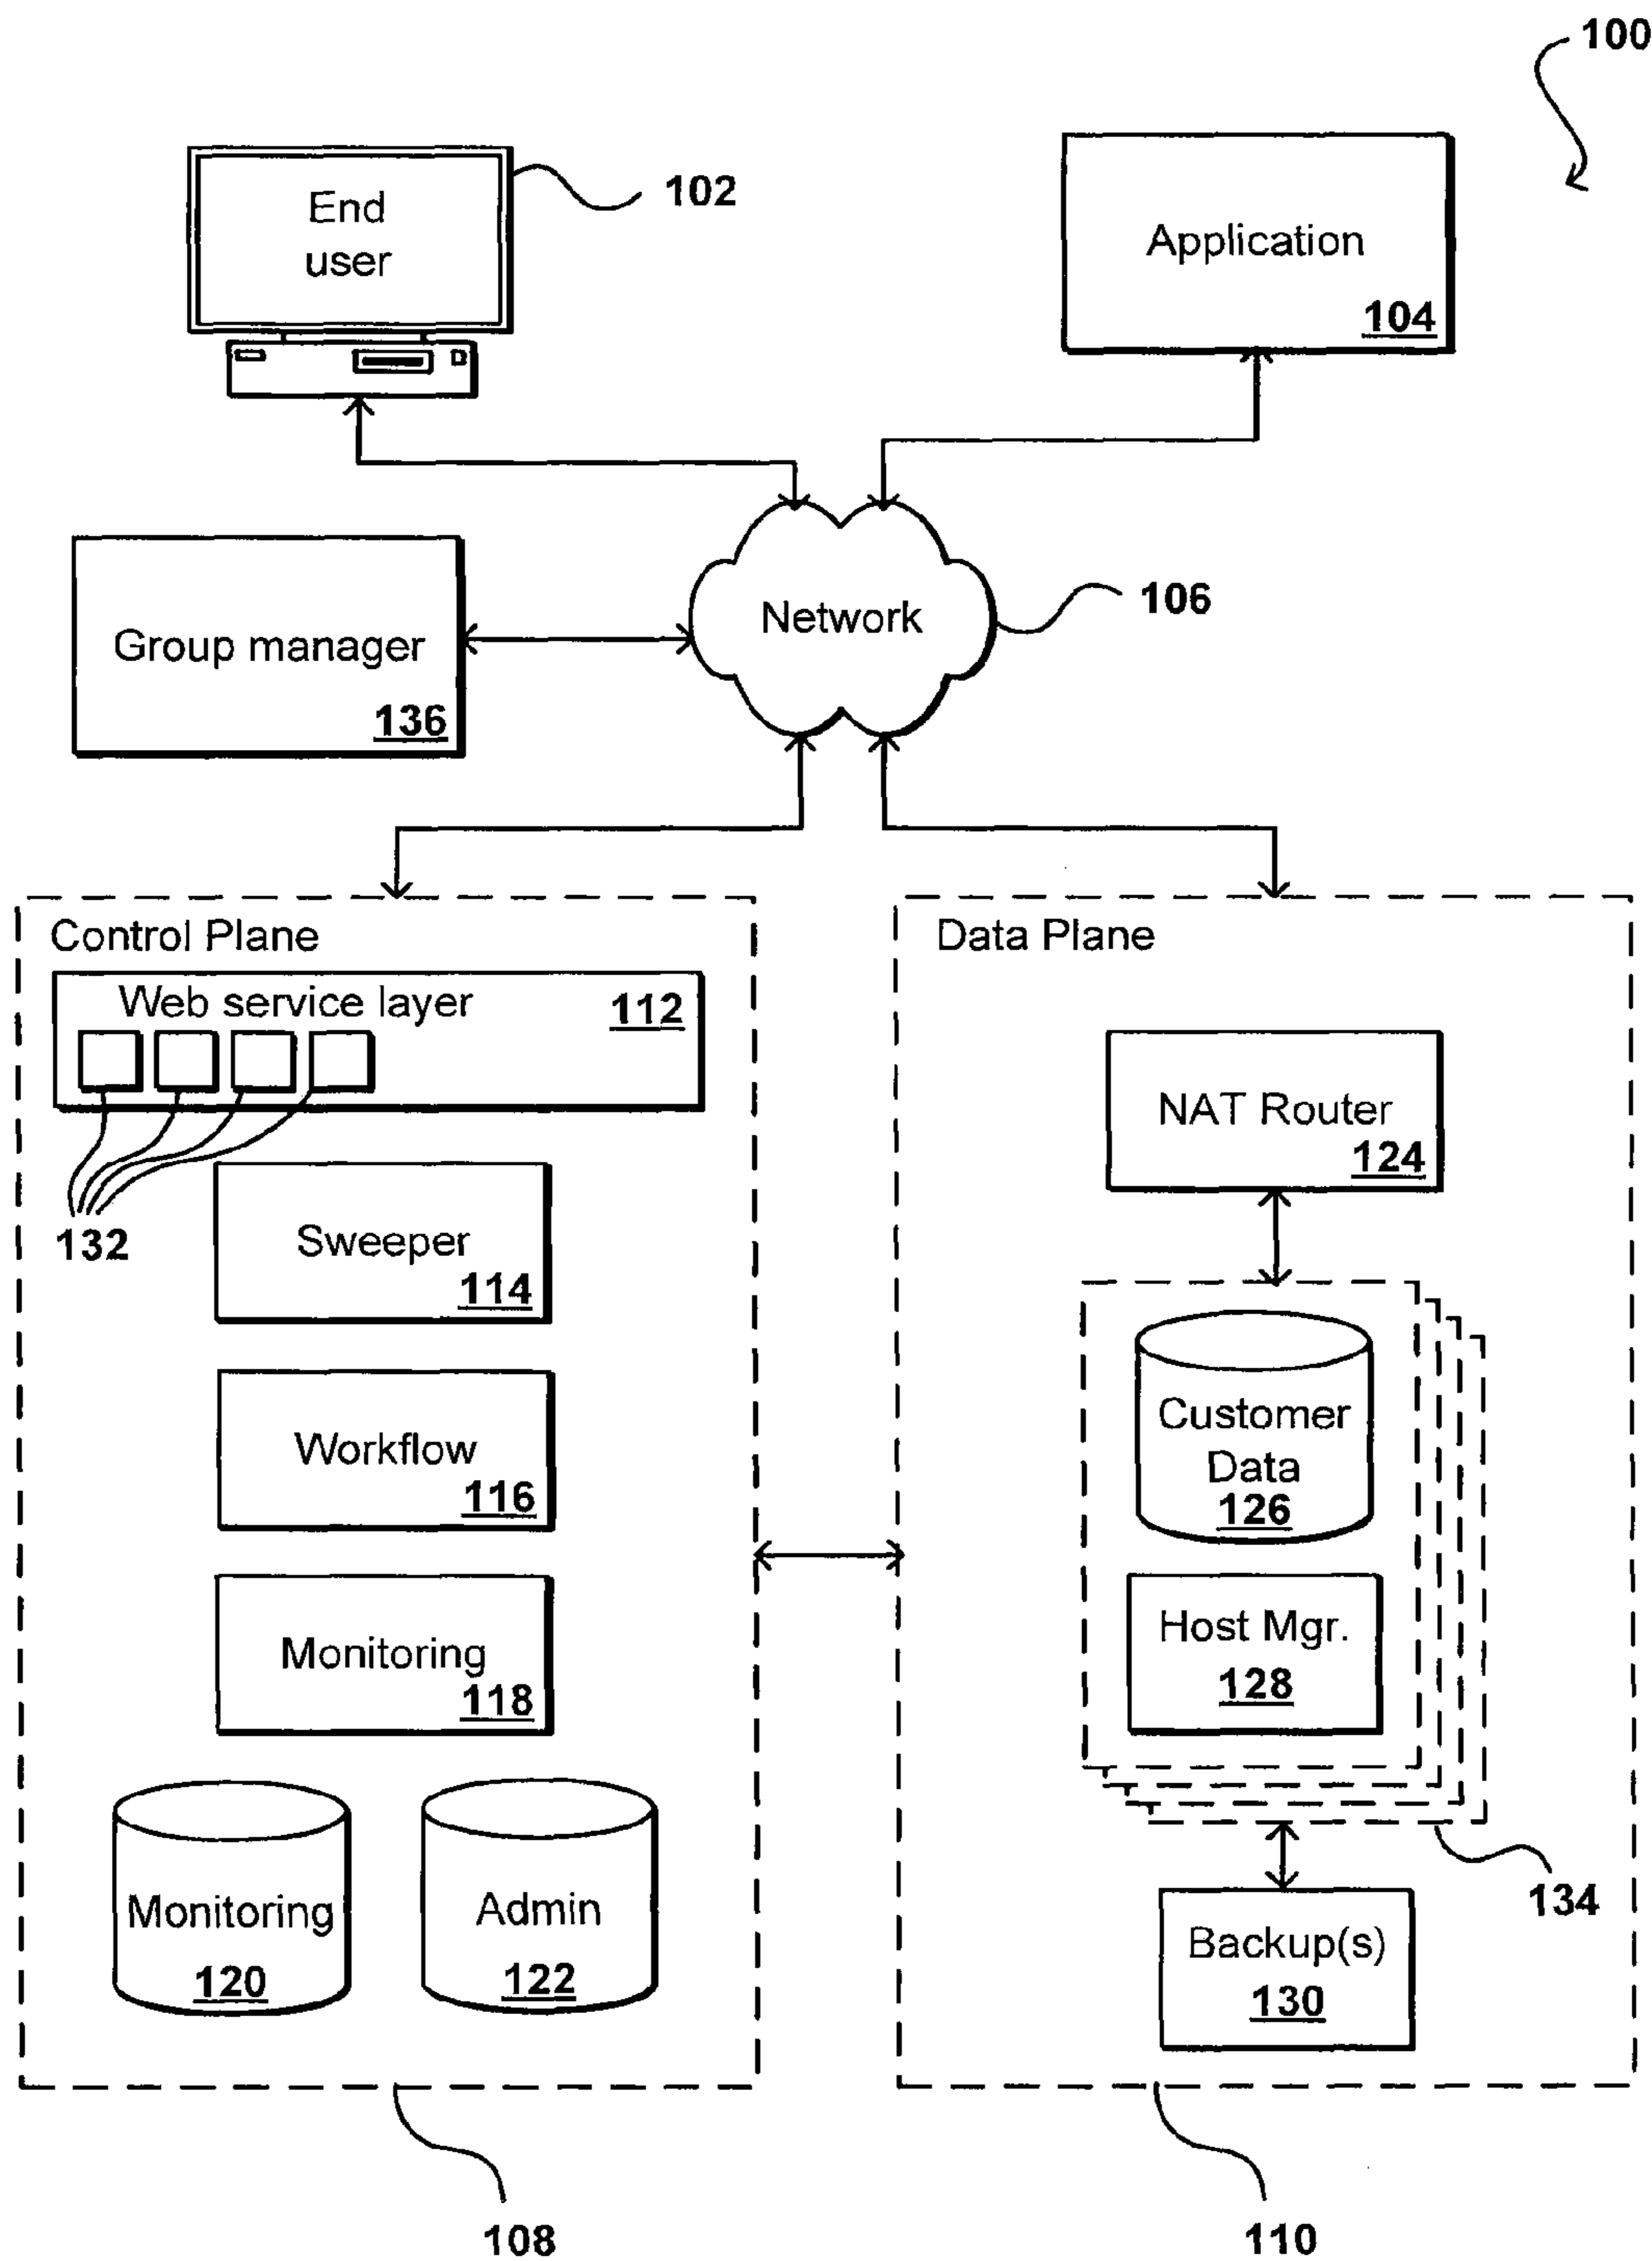 100
End
user
102
Application
104
Network
106
Group manager
136
Control Plane
Web service layer
112
132
Sweeper
114
Workflow
116
Monitoring
118
Monitoring
120
Admin
122
108
Data Plane
NAT Router
124
Customer
Data
126
Host Mgr.
128
134
Backup(s)
130
110